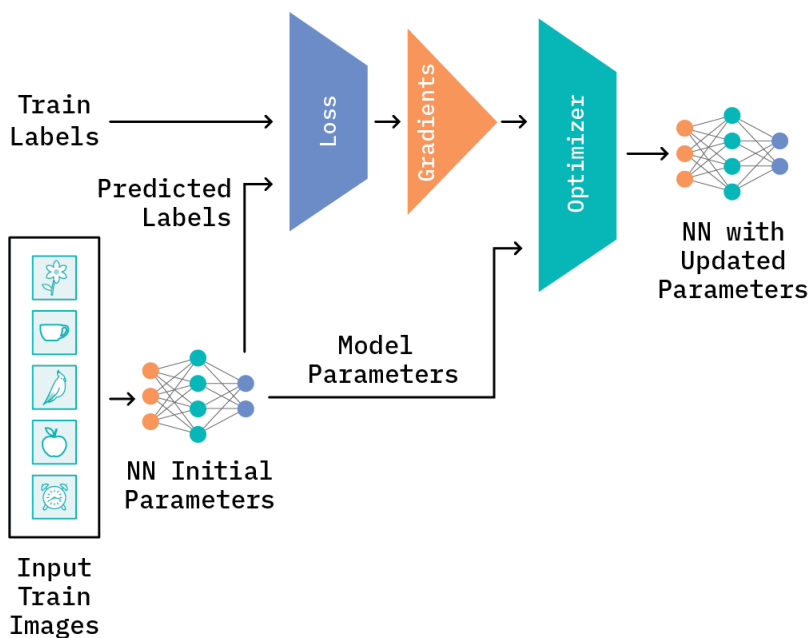 Train
Labels
Loss
Gradients
Optimizer
Predicted
Labels
NN with
Updated
Parameters
Model
Parameters
NN Initial
Parameters
Input
Train
Images